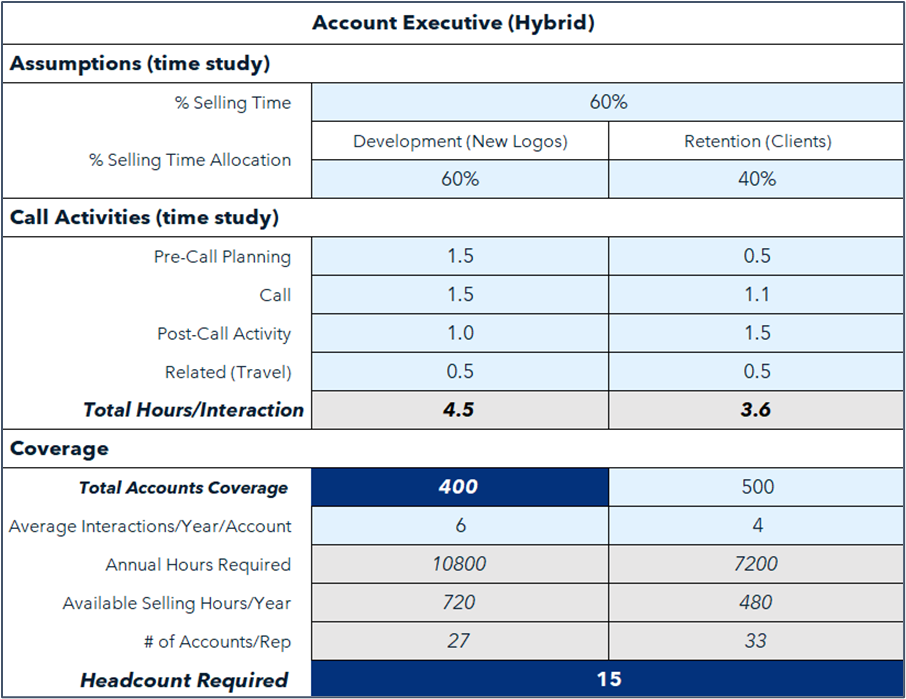 Account Executive (Hybrid)
Assumptions (time study)
% Selling Time 60%
Development (New Logos) Retention (Clients)
% Selling Time Allocation
60% 40%
Call Activities (time study)
Pre-Call Planning 1.5 0.5
Call 1.5 1.1
Post-Call Activity 1.0 1.5
Related (Travel) 0.5 0.5
Total Hours/Interaction 4.5 3.6
Coverage
Total Accounts Coverage 400 500
Average Interactions/Year/Account 6 4
Annual Hours Required 10800 7200
Available Selling Hours/Year 720 480
# of Accounts/Rep 27 33
Headcount Required 15